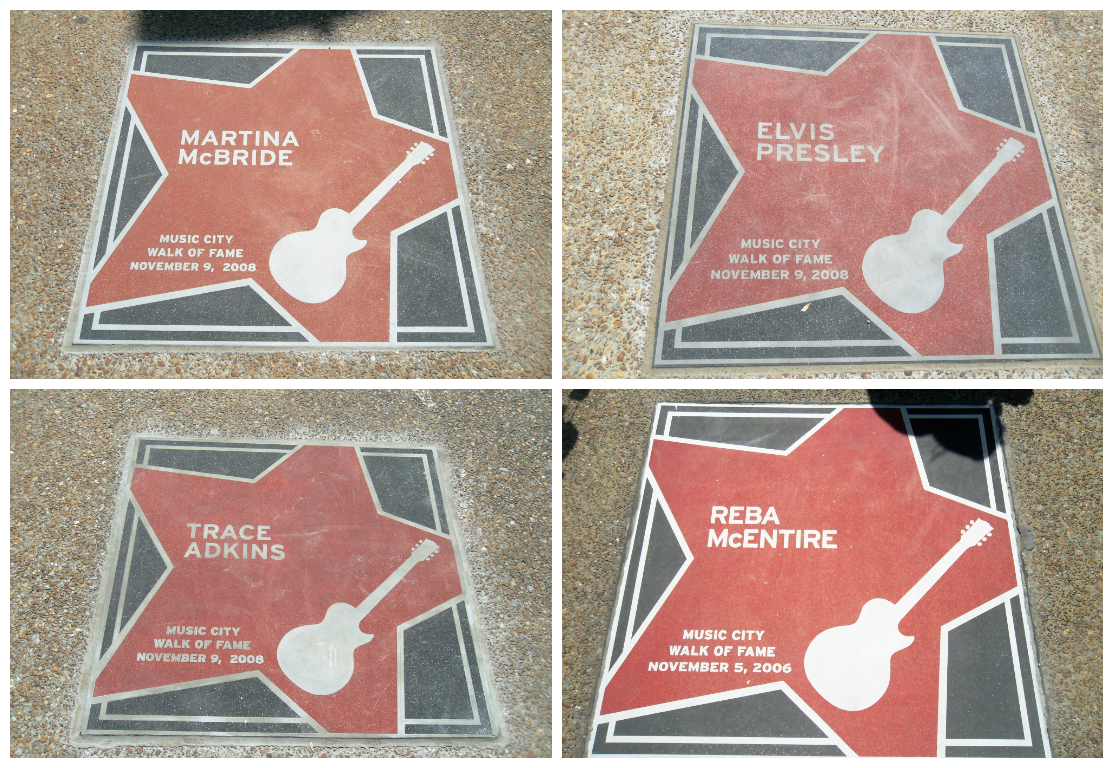 MARTINA
McBRIDE
MUSIC CITY
WALK OF FAME
NOVEMBER 9, 2008
ELVIS
PRESLEY
MUSIC CITY
WALK OF FAME
NOVEMBER 9, 2008
TRACE
ADKINS
MUSIC CITY
WALK OF FAME
NOVEMBER 9, 2008
REBA
McENTIRE
MUSIC CITY
WALK OF FAME
NOVEMBER 5, 2006